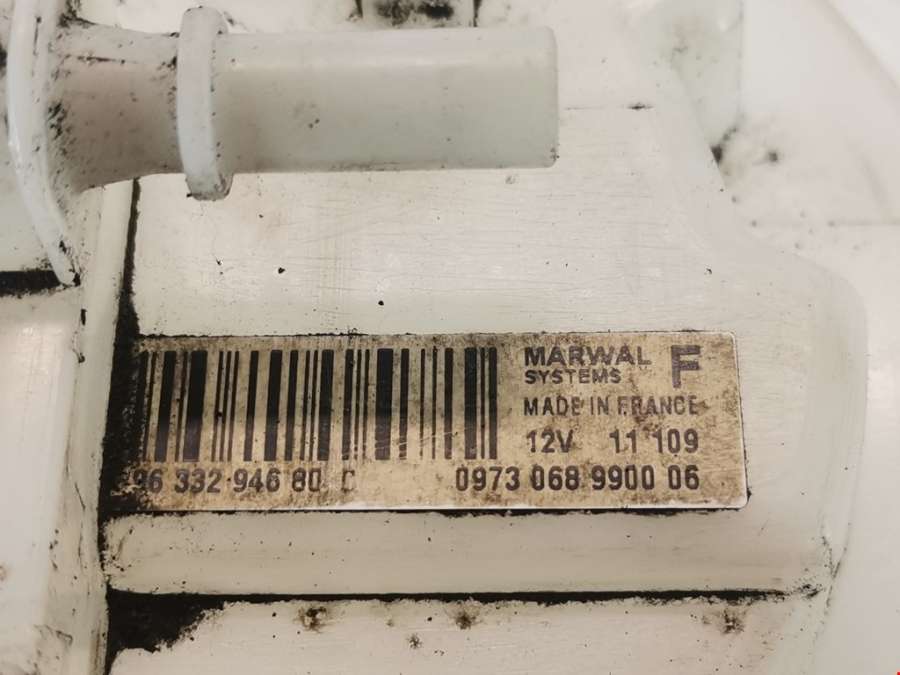 MARWAL F
SYSTEMS
MADE IN FRANCE
12V 11 109
96 332 946 80 C 0973 068 9900 06